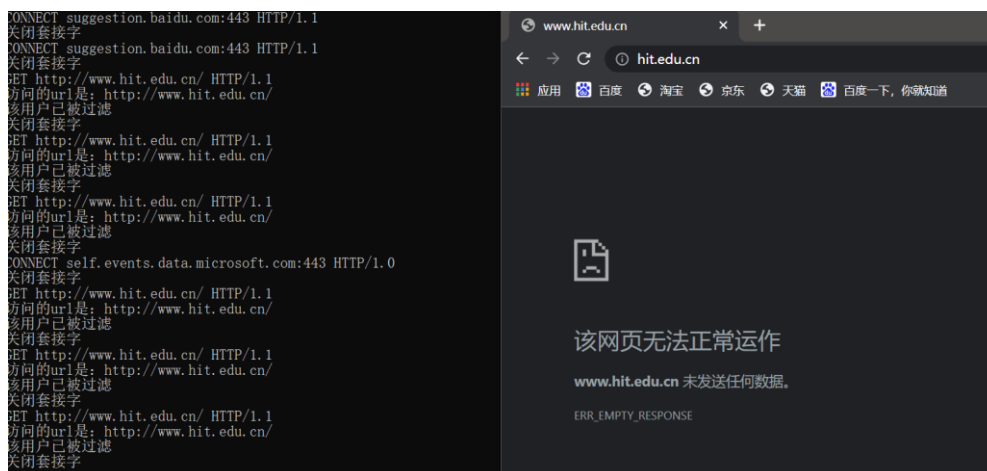 CONNECT suggestion.baidu.com:443 HTTP/1.1
关闭套接字
CONNECT suggestion.baidu.com:443 HTTP/1.1
关闭套接字
GET http://www.hit.edu.cn/ HTTP/1.1
访问的url是：http://www.hit.edu.cn/
该用户已被过滤
关闭套接字
GET http://www.hit.edu.cn/ HTTP/1.1
访问的url是：http://www.hit.edu.cn/
该用户已被过滤
关闭套接字
GET http://www.hit.edu.cn/ HTTP/1.1
访问的url是：http://www.hit.edu.cn/
该用户已被过滤
关闭套接字
CONNECT self.events.data.microsoft.com:443 HTTP/1.0
关闭套接字
GET http://www.hit.edu.cn/ HTTP/1.1
访问的url是：http://www.hit.edu.cn/
该用户已被过滤
关闭套接字
GET http://www.hit.edu.cn/ HTTP/1.1
访问的url是：http://www.hit.edu.cn/
该用户已被过滤
关闭套接字
GET http://www.hit.edu.cn/ HTTP/1.1
访问的url是：http://www.hit.edu.cn/
该用户已被过滤
关闭套接字
www.hit.edu.cn
hit.edu.cn
应用 百度 淘宝 京东 天猫 百度一下，你就知道
该网页无法正常运作
www.hit.edu.cn 未发送任何数据。
ERR_EMPTY_RESPONSE